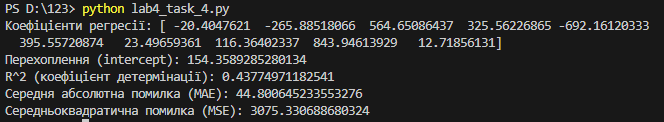 PS D:\123> python lab4_task_4.py
Коефіцієнти регресії: [ -20.4047621  -265.88518066  564.65086437  325.56226865 -692.16120333
  395.55720874   23.49659361  116.36402337  843.94613929   12.71856131]
Перехоплення (intercept): 154.3589285280134
R^2 (коефіцієнт детермінації): 0.43774971182541
Середня абсолютна помилка (MAE): 44.800645233553276
Середньоквадратична помилка (MSE): 3075.330688680324